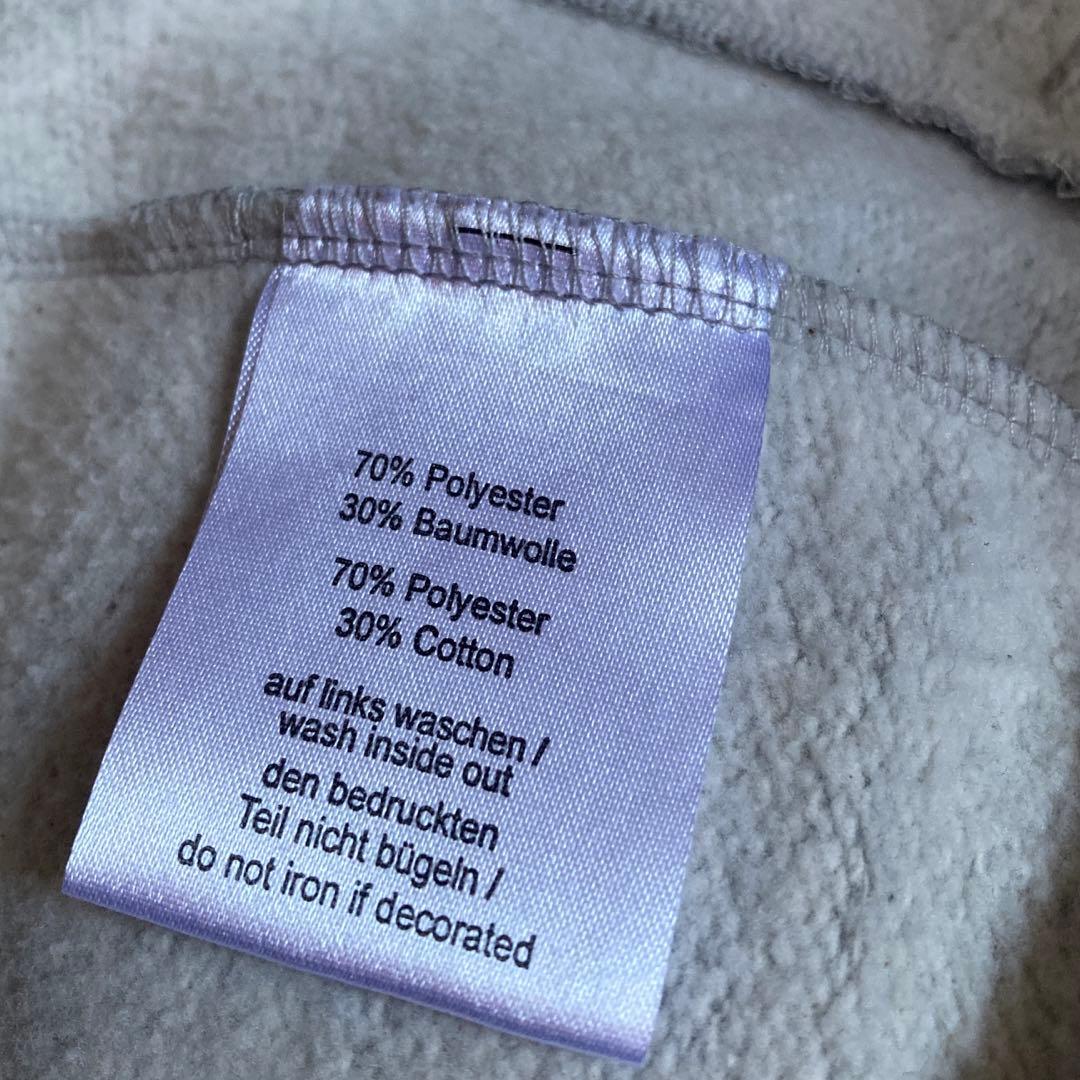 70% Polyester
30% Baumwolle
70% Polyester
30% Cotton
auf links waschen /
wash inside out
den bedruckten
Teil nicht bügeln /
do not iron if decorated